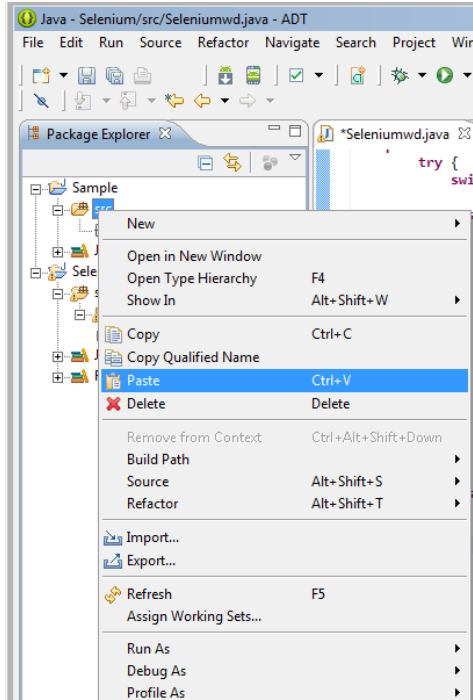 Java - Selenium/src/Seleniumwd.java - ADT
File Edit Run Source Refactor Navigate Search Project
Package Explorer
*Seleniumwd.java
try {
Sample
src
New
Open in New Window
Open Type Hierarchy F4
Show In Alt+Shift+W
Copy Ctrl+C
Copy Qualified Name
Paste Ctrl+V
Delete Delete
Remove from Context Ctrl+Alt+Shift+Down
Build Path
Source Alt+Shift+S
Refactor Alt+Shift+T
Import...
Export...
Refresh F5
Assign Working Sets...
Run As
Debug As
Profile As